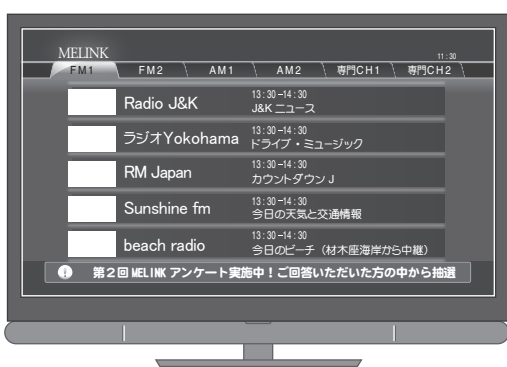 MELINK
11:30
FM1 FM2 AM1 AM2 専門CH1 専門CH2
Radio J&K
13:30-14:30
J&K ニュース
ラジオYokohama
13:30-14:30
ドライブ・ミュージック
RM Japan
13:30-14:30
カウントダウン J
Sunshine fm
13:30-14:30
今日の天気と交通情報
beach radio
13:30-14:30
今日のビーチ（材木座海岸から中継）
! 第2回 MELINK アンケート実施中！ご回答いただいた方の中から抽選